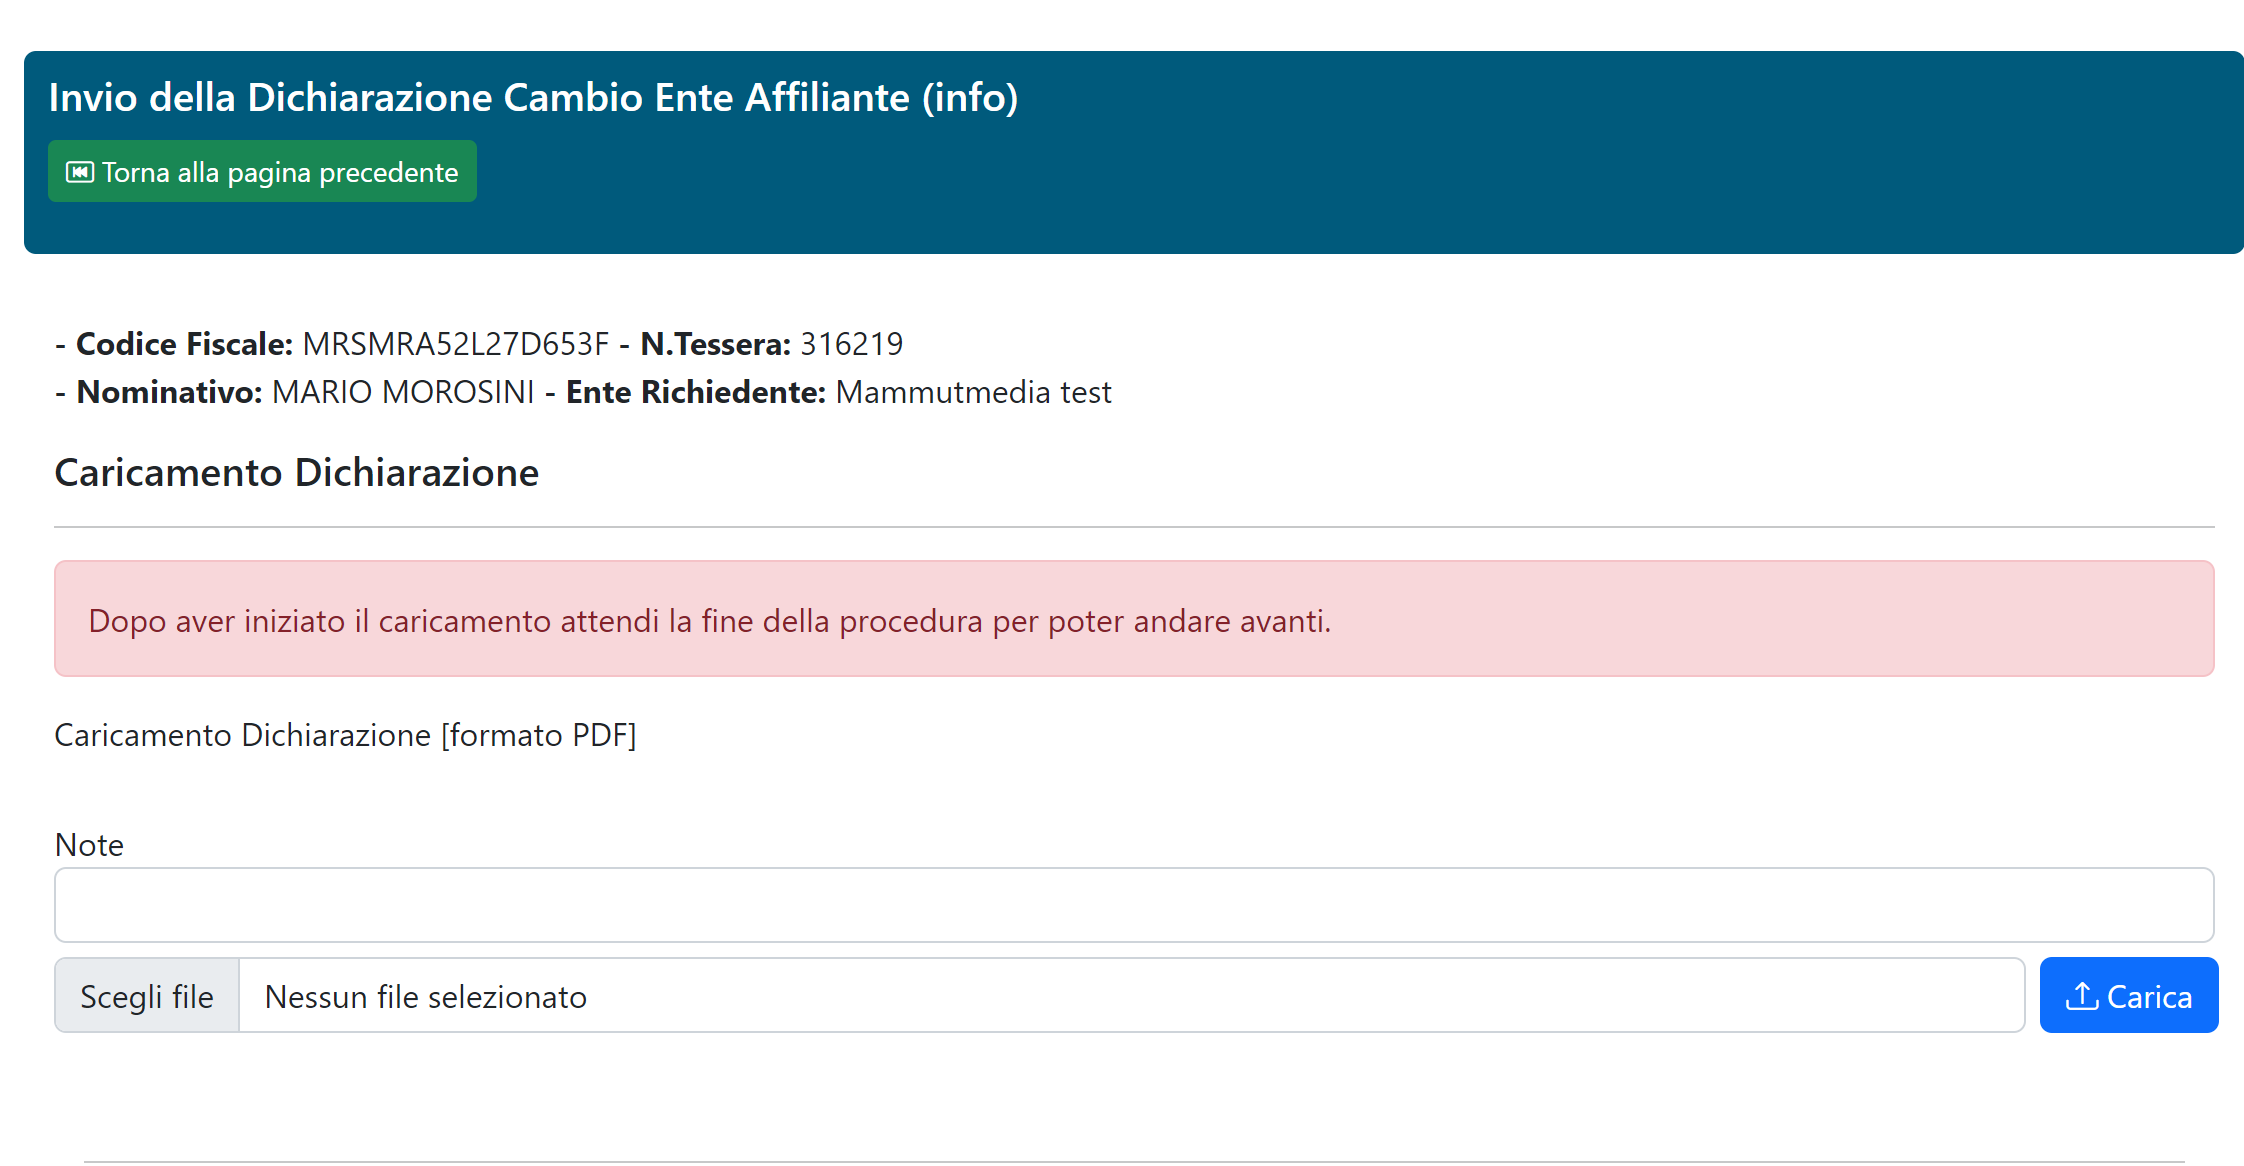 Invio della Dichiarazione Cambio Ente Affiliante (info)
Torna alla pagina precedente
- Codice Fiscale: MRSMRA52L27D653F - N.Tessera: 316219
- Nominativo: MARIO MOROSINI - Ente Richiedente: Mammutmedia test
Caricamento Dichiarazione
Dopo aver iniziato il caricamento attendi la fine della procedura per poter andare avanti.
Caricamento Dichiarazione [formato PDF]
Note
Scegli file Nessun file selezionato Carica